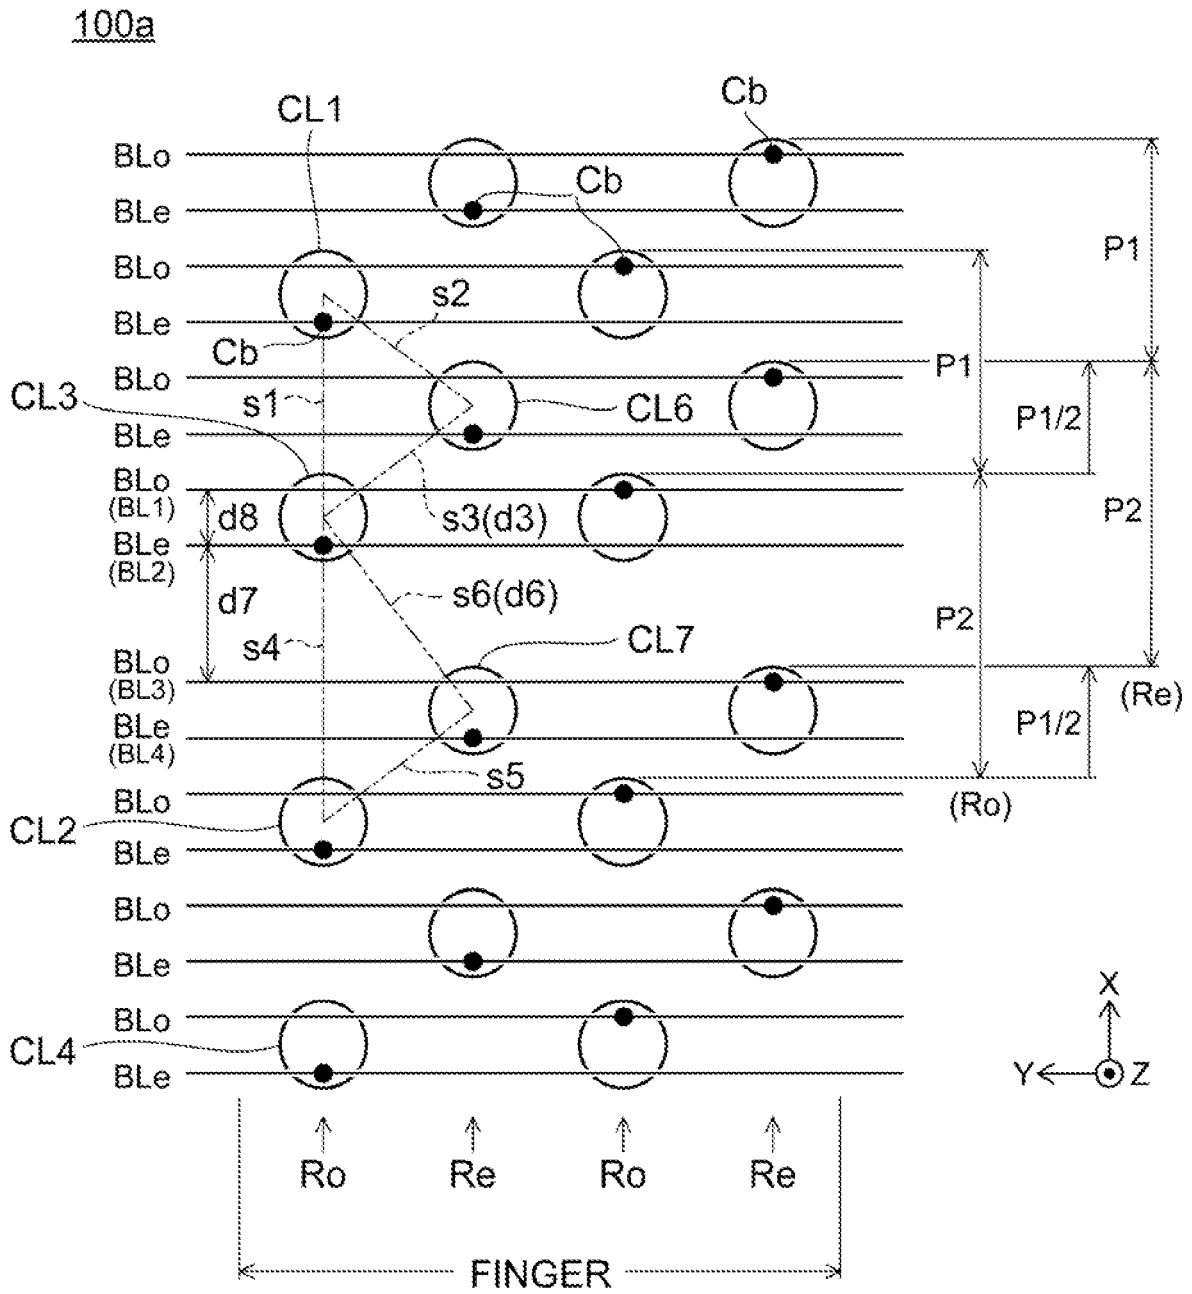 100a
CL1
Cb
BLo
BLe
Cb
BLo
P1
s2
BLe
Cb
BLo
P1
CL3
s1
CL6
P1/2
BLe
BLo
(BL1)
d8
s3(d3)
P2
BLe
(BL2)
d7
s6(d6)
P2
s4
CL7
BLo
(BL3)
(Re)
BLe
(BL4)
P1/2
s5
BLo
(Ro)
CL2
BLe
BLo
BLe
X
BLo
CL4
BLe
Y
Z
Ro Re Ro Re
FINGER